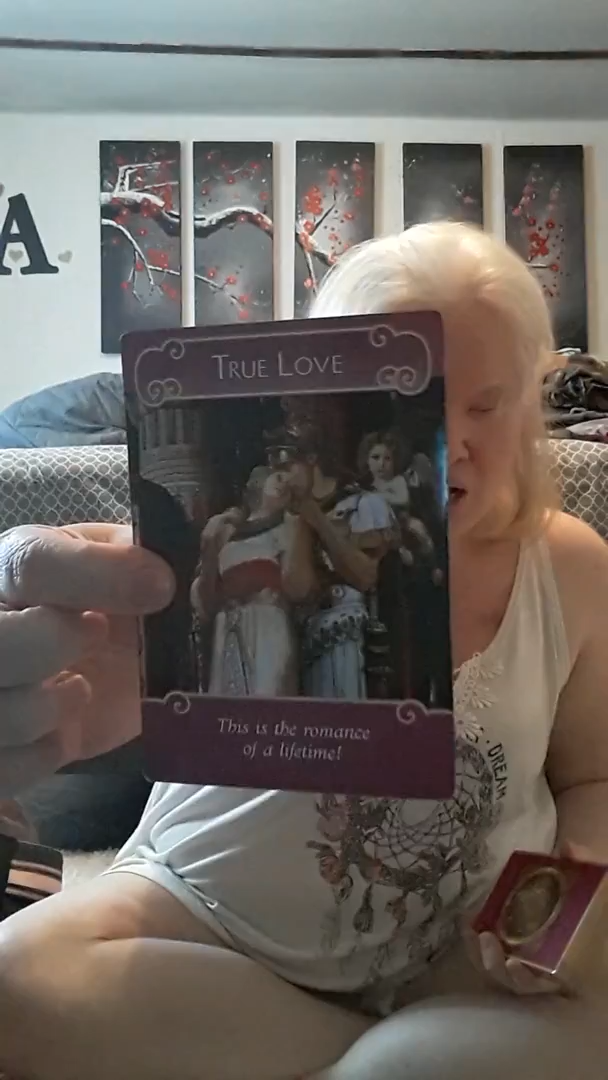 A
TRUE LOVE
This is the romance
of a lifetime!
DREAM